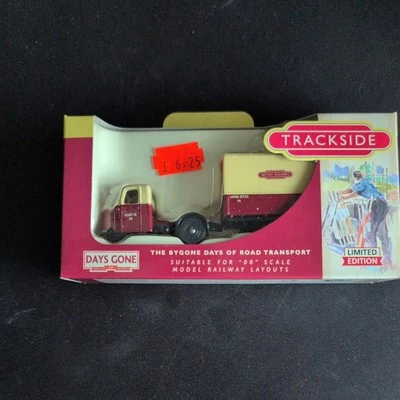 TRACKSIDE
£ 6.25
DAYS GONE
THE BYGONE DAYS OF ROAD TRANSPORT
SUITABLE FOR "00" SCALE
MODEL RAILWAY LAYOUTS
LIMITED
EDITION